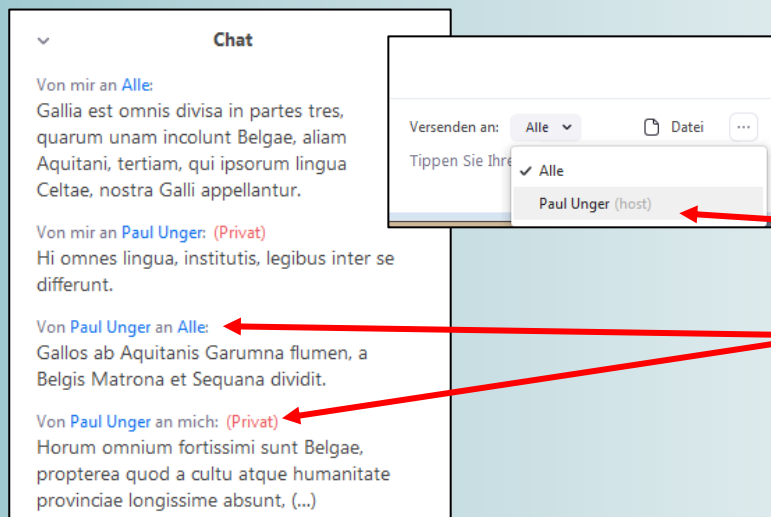 Chat
Von mir an Alle:
Gallia est omnis divisa in partes tres,
quarum unam incolunt Belgae, aliam
Aquitani, tertiam, qui ipsorum lingua
Celtae, nostra Galli appellantur.
Von mir an Paul Unger: (Privat)
Hi omnes lingua, institutis, legibus inter se
differunt.
Von Paul Unger an Alle:
Gallos ab Aquitanis Garumna flumen, a
Belgis Matrona et Sequana dividit.
Von Paul Unger an mich: (Privat)
Horum omnium fortissimi sunt Belgae,
propterea quod a cultu atque humanitate
provinciae longissime absunt, (...)
Versenden an: Alle Datei ...
Tippen Sie Ihre
Alle
Paul Unger (host)